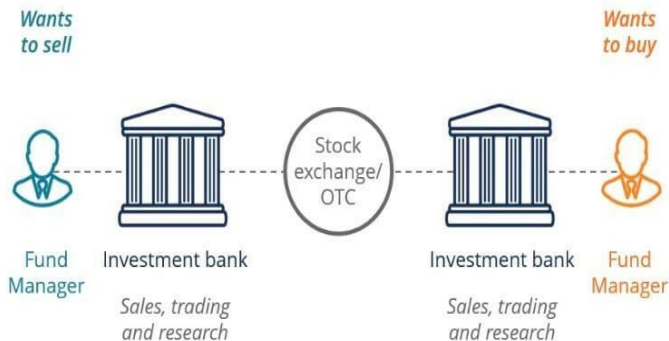 Wants
to sell
Wants
to buy
Stock
exchange/
OTC
Fund
Manager
Investment bank
Sales, trading
and research
Investment bank
Sales, trading
and research
Fund
Manager